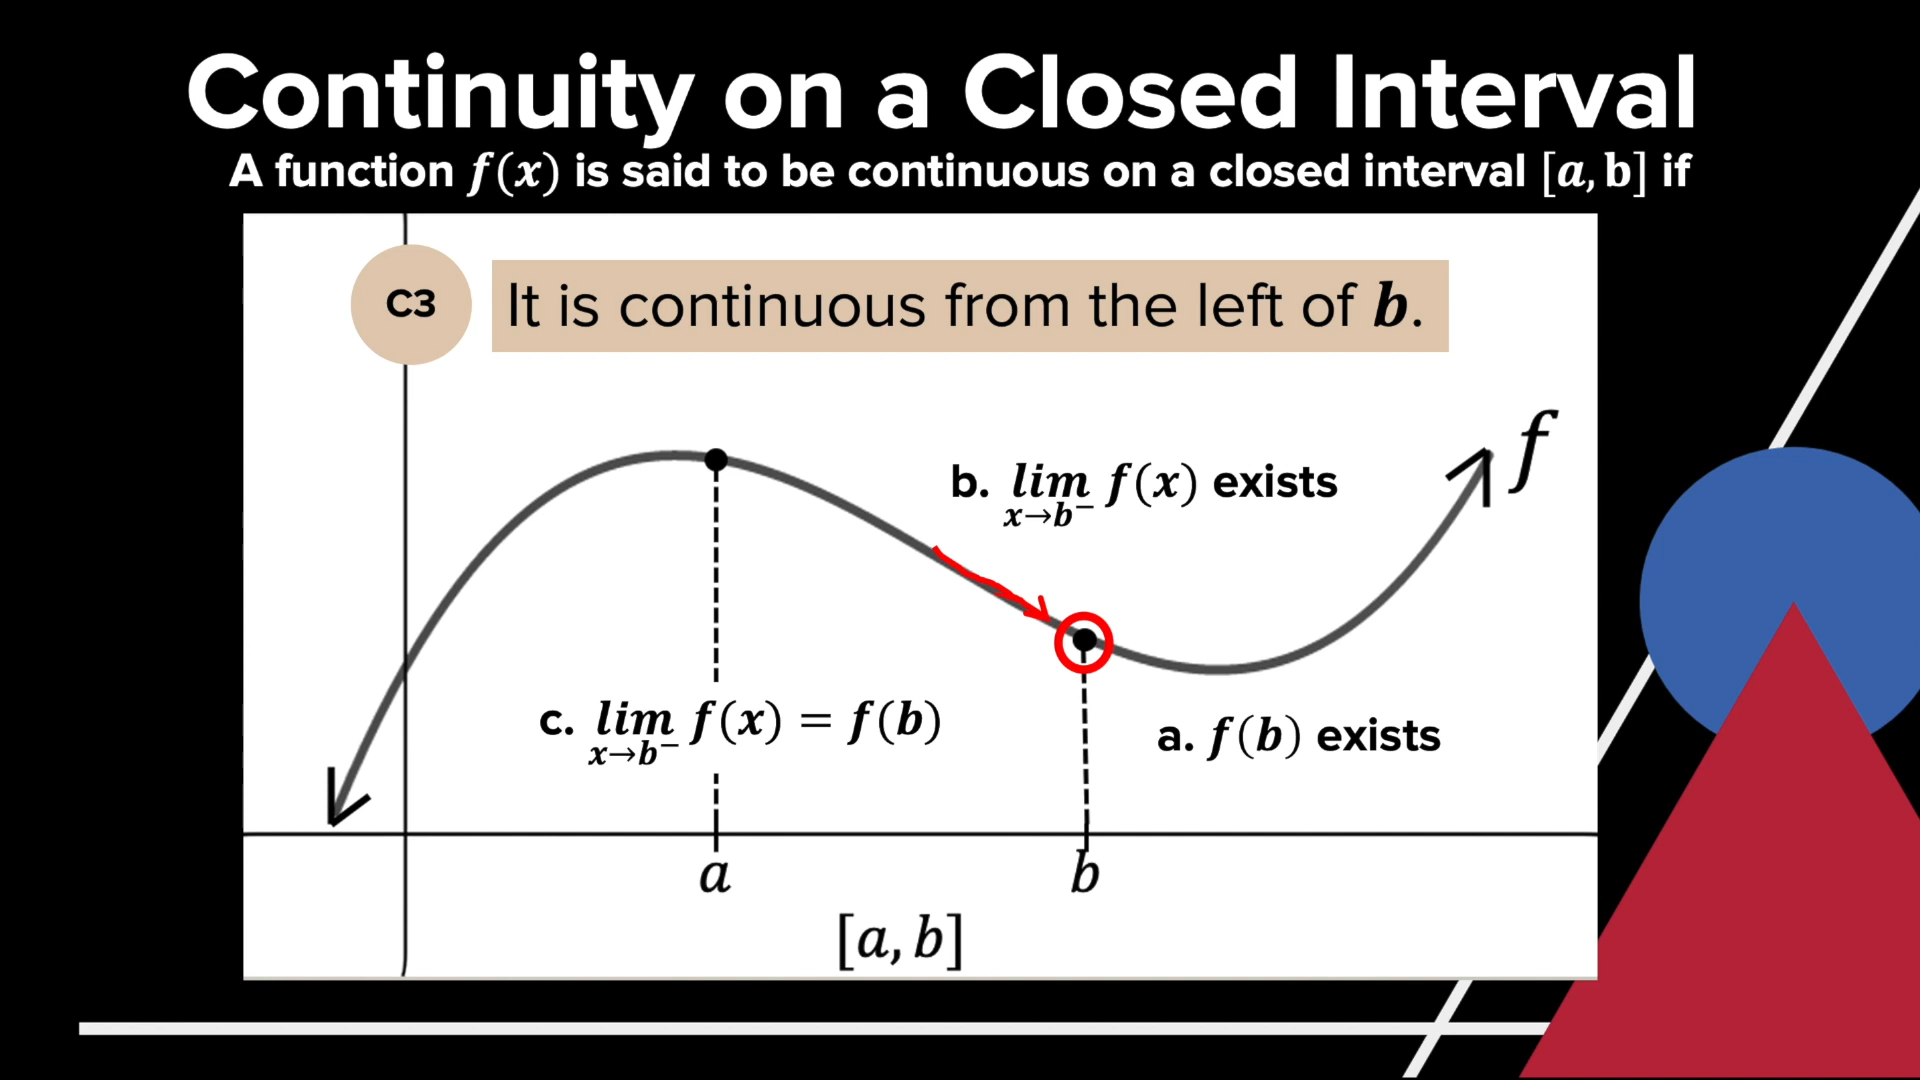 Continuity on a Closed Interval
A function f(x) is said to be continuous on a closed interval [a, b] if
C3
It is continuous from the left of b.
f
b. lim f(x) exists
x→b⁻
c. lim f(x) = f(b)
x→b⁻
a. f(b) exists
a
b
[a, b]